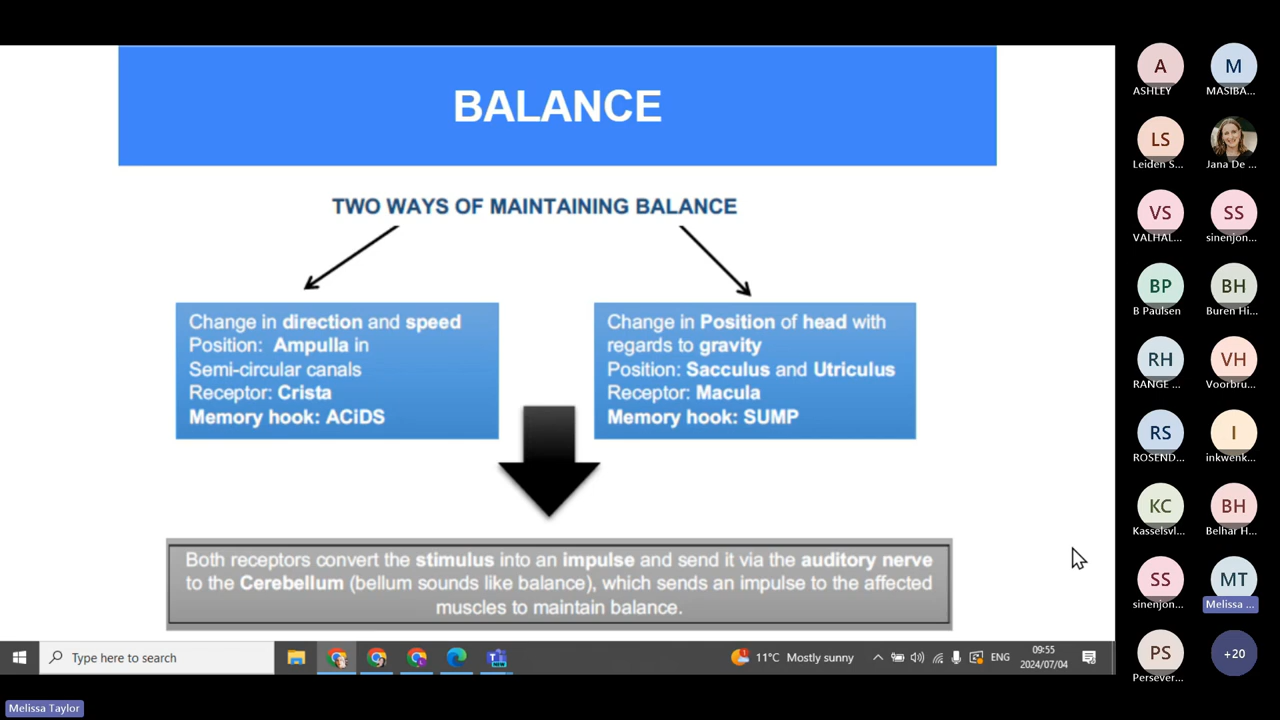 BALANCE
TWO WAYS OF MAINTAINING BALANCE
Change in direction and speed
Position: Ampulla in
Semi-circular canals
Receptor: Crista
Memory hook: ACiDS
Change in Position of head with
regards to gravity
Position: Sacculus and Utriculus
Receptor: Macula
Memory hook: SUMP
Both receptors convert the stimulus into an impulse and send it via the auditory nerve
to the Cerebellum (bellum sounds like balance), which sends an impulse to the affected
muscles to maintain balance.
A
ASHLEY
M
MASIBA...
LS
Leiden S...
Jana De ...
VS
VALHAL...
SS
sinenjon...
BP
B Paulsen
BH
Buren Hi...
RH
RANGE ...
VH
Voorbru...
RS
ROSEND...
I
inkwenk...
KC
Kasselsvl...
BH
Belhar H...
SS
sinenjon...
MT
Melissa ...
PS
Persever...
+20
Type here to search
11°C Mostly sunny
ENG
09:55
2024/07/04
Melissa Taylor